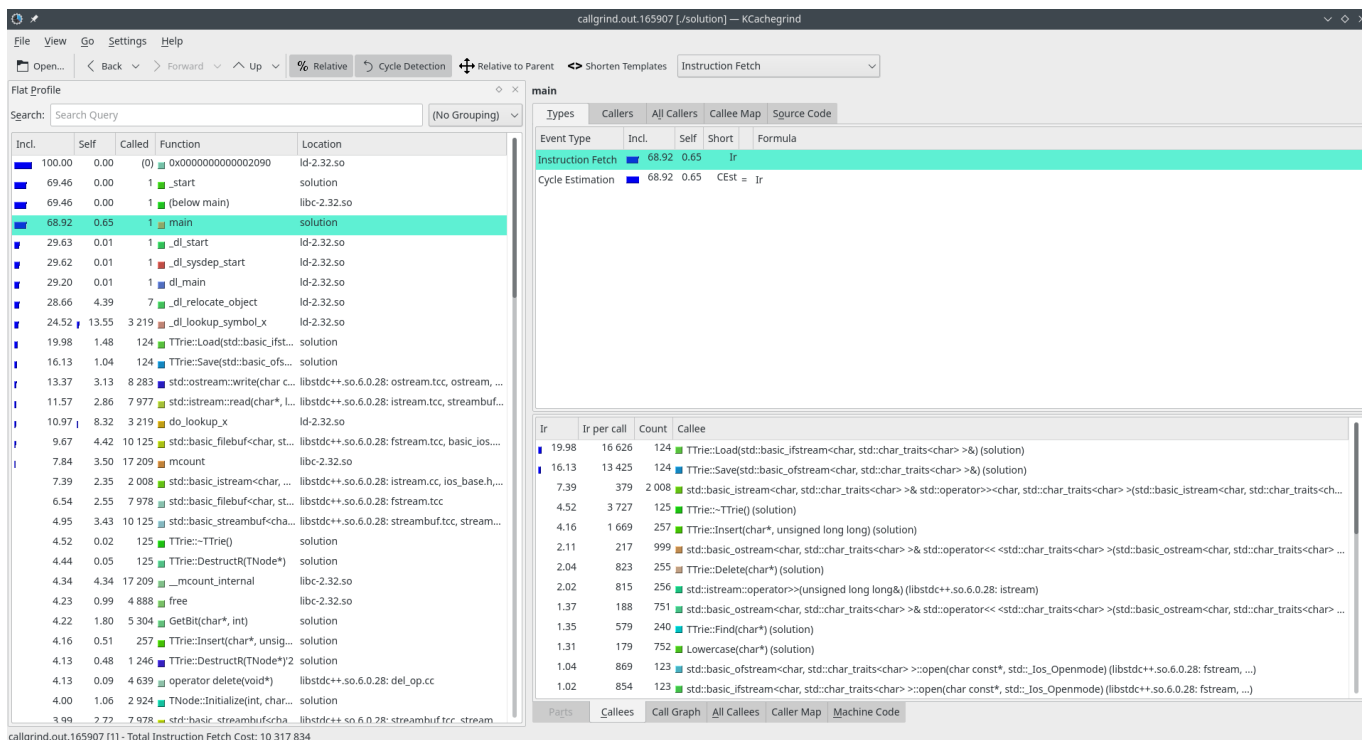 callgrind.out.165907 [./solution] — KCachegrind
File View Go Settings Help
Open... Back Forward Up % Relative Cycle Detection Relative to Parent <> Shorten Templates Instruction Fetch
Flat Profile
Search: Search Query (No Grouping)
Incl. Self Called Function Location
100.00 0.00 (0) 0x0000000000002090 ld-2.32.so
69.46 0.00 1 _start solution
69.46 0.00 1 (below main) libc-2.32.so
68.92 0.65 1 main solution
29.63 0.01 1 _dl_start ld-2.32.so
29.62 0.01 1 _dl_sysdep_start ld-2.32.so
29.20 0.01 1 dl_main ld-2.32.so
28.66 4.39 7 _dl_relocate_object ld-2.32.so
24.52 13.55 3 219 _dl_lookup_symbol_x ld-2.32.so
19.98 1.48 124 TTrie::Load(std::basic_ifst... solution
16.13 1.04 124 TTrie::Save(std::basic_ofs... solution
13.37 3.13 8 283 std::ostream::write(char c... libstdc++.so.6.0.28: ostream.tcc, ostream, ...
11.57 2.86 7 977 std::istream::read(char*, l... libstdc++.so.6.0.28: istream.tcc, streambuf...
10.97 8.32 3 219 do_lookup_x ld-2.32.so
9.67 4.42 10 125 std::basic_filebuf<char, st... libstdc++.so.6.0.28: fstream.tcc, basic_ios....
7.84 3.50 17 209 mcount libc-2.32.so
7.39 2.35 2 008 std::basic_istream<char, ... libstdc++.so.6.0.28: istream.cc, ios_base.h,...
6.54 2.55 7 978 std::basic_filebuf<char, st... libstdc++.so.6.0.28: fstream.tcc
4.95 3.43 10 125 std::basic_streambuf<cha... libstdc++.so.6.0.28: streambuf.tcc, stream...
4.52 0.02 125 TTrie::~TTrie() solution
4.44 0.05 125 TTrie::DestructR(TNode*) solution
4.34 4.34 17 209 __mcount_internal libc-2.32.so
4.23 0.99 4 888 free libc-2.32.so
4.22 1.80 5 304 GetBit(char*, int) solution
4.16 0.51 257 TTrie::Insert(char*, unsig... solution
4.13 0.48 1 246 TTrie::DestructR(TNode*)'2 solution
4.13 0.09 4 639 operator delete(void*) libstdc++.so.6.0.28: del_op.cc
4.00 1.06 2 924 TNode::Initialize(int, char... solution
3.99 2.72 7 978 std::basic_streambuf<cha... libstdc++.so.6.0.28: streambuf.tcc, stream...
main
Types Callers All Callers Callee Map Source Code
Event Type Incl. Self Short Formula
Instruction Fetch 68.92 0.65 Ir
Cycle Estimation 68.92 0.65 CEst = Ir
Ir Ir per call Count Callee
19.98 16 626 124 TTrie::Load(std::basic_ifstream<char, std::char_traits<char> >&) (solution)
16.13 13 425 124 TTrie::Save(std::basic_ofstream<char, std::char_traits<char> >&) (solution)
7.39 379 2 008 std::basic_istream<char, std::char_traits<char> >& std::operator>><char, std::char_traits<char> >(std::basic_istream<char, std::char_traits<ch...
4.52 3 727 125 TTrie::~TTrie() (solution)
4.16 1 669 257 TTrie::Insert(char*, unsigned long long) (solution)
2.11 217 999 std::basic_ostream<char, std::char_traits<char> >& std::operator<< <std::char_traits<char> >(std::basic_ostream<char, std::char_traits<char> ...
2.04 823 255 TTrie::Delete(char*) (solution)
2.02 815 256 std::istream::operator>>(unsigned long long&) (libstdc++.so.6.0.28: istream)
1.37 188 751 std::basic_ostream<char, std::char_traits<char> >& std::operator<< <std::char_traits<char> >(std::basic_ostream<char, std::char_traits<char> ...
1.35 579 240 TTrie::Find(char*) (solution)
1.31 179 752 Lowercase(char*) (solution)
1.04 869 123 std::basic_ofstream<char, std::char_traits<char> >::open(char const*, std::_Ios_Openmode) (libstdc++.so.6.0.28: fstream, ...)
1.02 854 123 std::basic_ifstream<char, std::char_traits<char> >::open(char const*, std::_Ios_Openmode) (libstdc++.so.6.0.28: fstream, ...)
Parts Callees Call Graph All Callees Caller Map Machine Code
callgrind.out.165907 [1] - Total Instruction Fetch Cost: 10 317 834